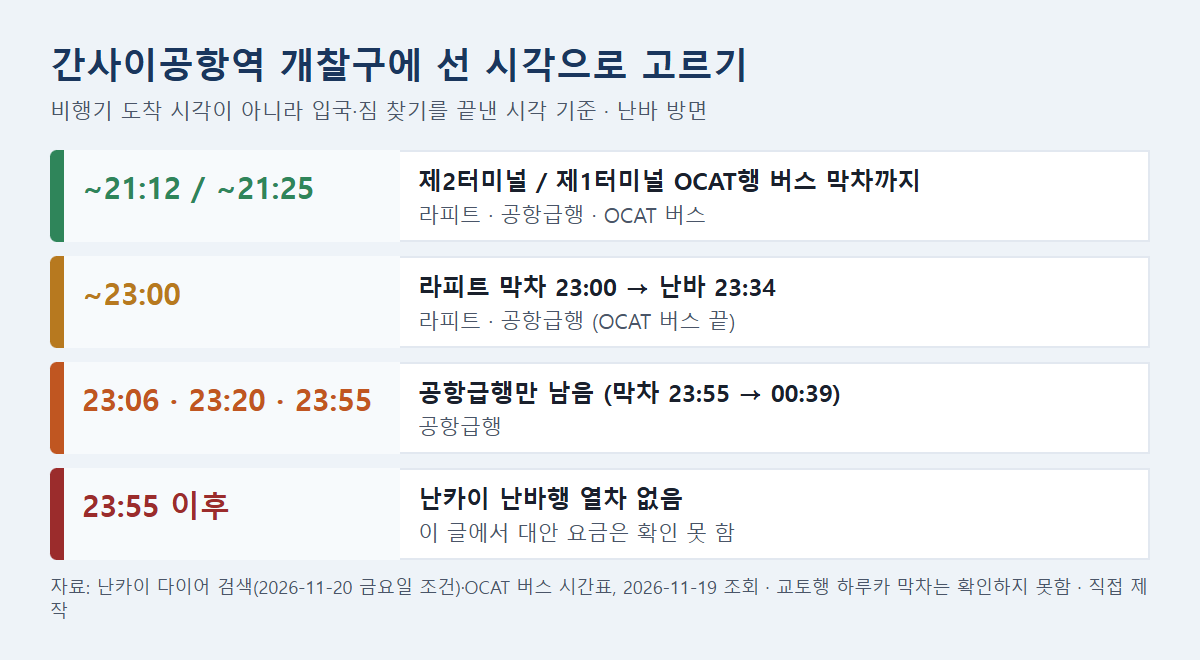 간사이공항역 개찰구에 선 시각으로 고르기
비행기 도착 시각이 아니라 입국·짐 찾기를 끝낸 시각 기준 · 난바 방면
~21:12 / ~21:25
제2터미널 / 제1터미널 OCAT행 버스 막차까지
라피트 · 공항급행 · OCAT 버스
~23:00
라피트 막차 23:00 → 난바 23:34
라피트 · 공항급행 (OCAT 버스 끝)
23:06 · 23:20 · 23:55
공항급행만 남음 (막차 23:55 → 00:39)
공항급행
23:55 이후
난카이 난바행 열차 없음
이 글에서 대안 요금은 확인 못 함
자료: 난카이 다이어 검색(2026-11-20 금요일 조건)·OCAT 버스 시간표, 2026-11-19 조회 · 교토행 하루카 막차는 확인하지 못함 · 직접 제
작